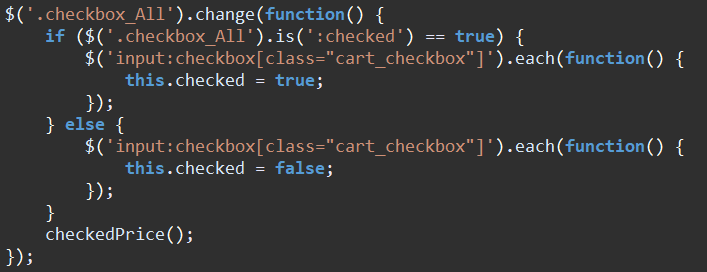 $('.checkbox_All').change(function() {
    if ($('.checkbox_All').is(':checked') == true) {
        $('input:checkbox[class="cart_checkbox"]').each(function() {
            this.checked = true;
        });
    } else {
        $('input:checkbox[class="cart_checkbox"]').each(function() {
            this.checked = false;
        });
    }
    checkedPrice();
});